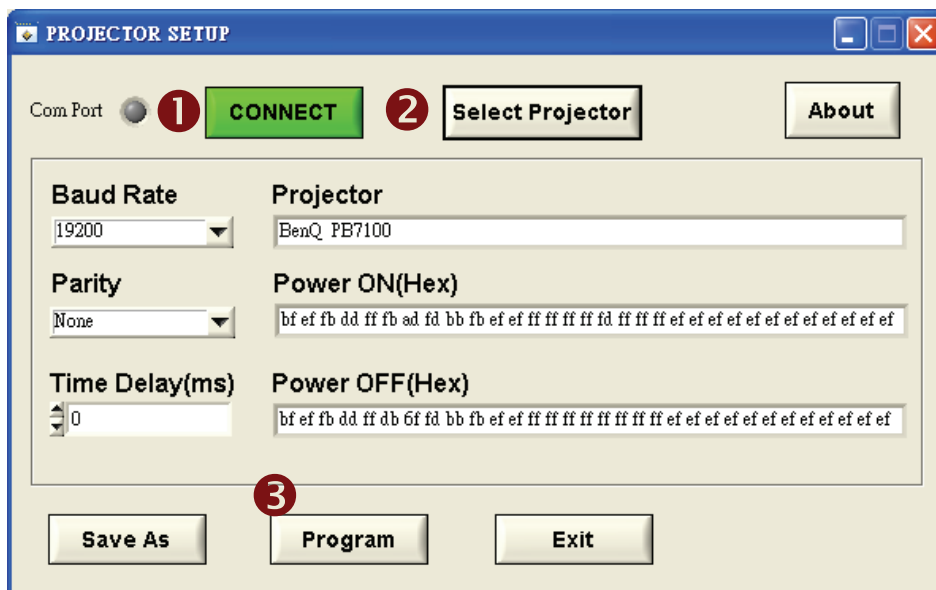 PROJECTOR SETUP
Com Port 1 CONNECT 2 Select Projector About
Baud Rate Projector
19200 BenQ PB7100
Parity Power ON(Hex)
None bf ef fb dd ff fb ad fd bb fb ef ef ff ff ff ff fd ff ff ff ef ef ef ef ef ef ef ef ef ef ef ef
Time Delay(ms) Power OFF(Hex)
0 bf ef fb dd ff db 6f fd bb fb ef ef ff ff ff ff ff ff ff ff ef ef ef ef ef ef ef ef ef ef ef ef
3
Save As Program Exit